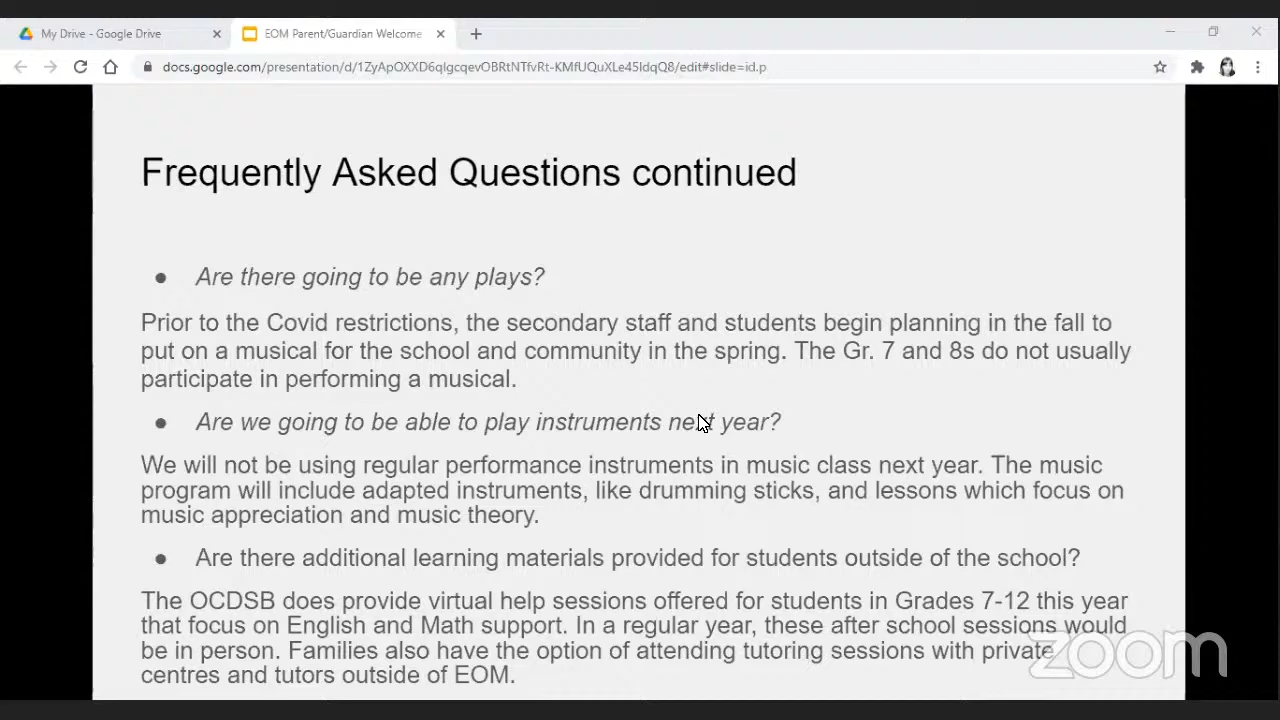 My Drive - Google Drive
EOM Parent/Guardian Welcome
docs.google.com/presentation/d/1ZyApOXXD6qlgcqevOBRtNTfvRt-KMfUQuXLe45ldqQ8/edit#slide=id.p
Frequently Asked Questions continued
● Are there going to be any plays?
Prior to the Covid restrictions, the secondary staff and students begin planning in the fall to
put on a musical for the school and community in the spring. The Gr. 7 and 8s do not usually
participate in performing a musical.
● Are we going to be able to play instruments next year?
We will not be using regular performance instruments in music class next year. The music
program will include adapted instruments, like drumming sticks, and lessons which focus on
music appreciation and music theory.
● Are there additional learning materials provided for students outside of the school?
The OCDSB does provide virtual help sessions offered for students in Grades 7-12 this year
that focus on English and Math support. In a regular year, these after school sessions would
be in person. Families also have the option of attending tutoring sessions with private
centres and tutors outside of EOM.
zoom